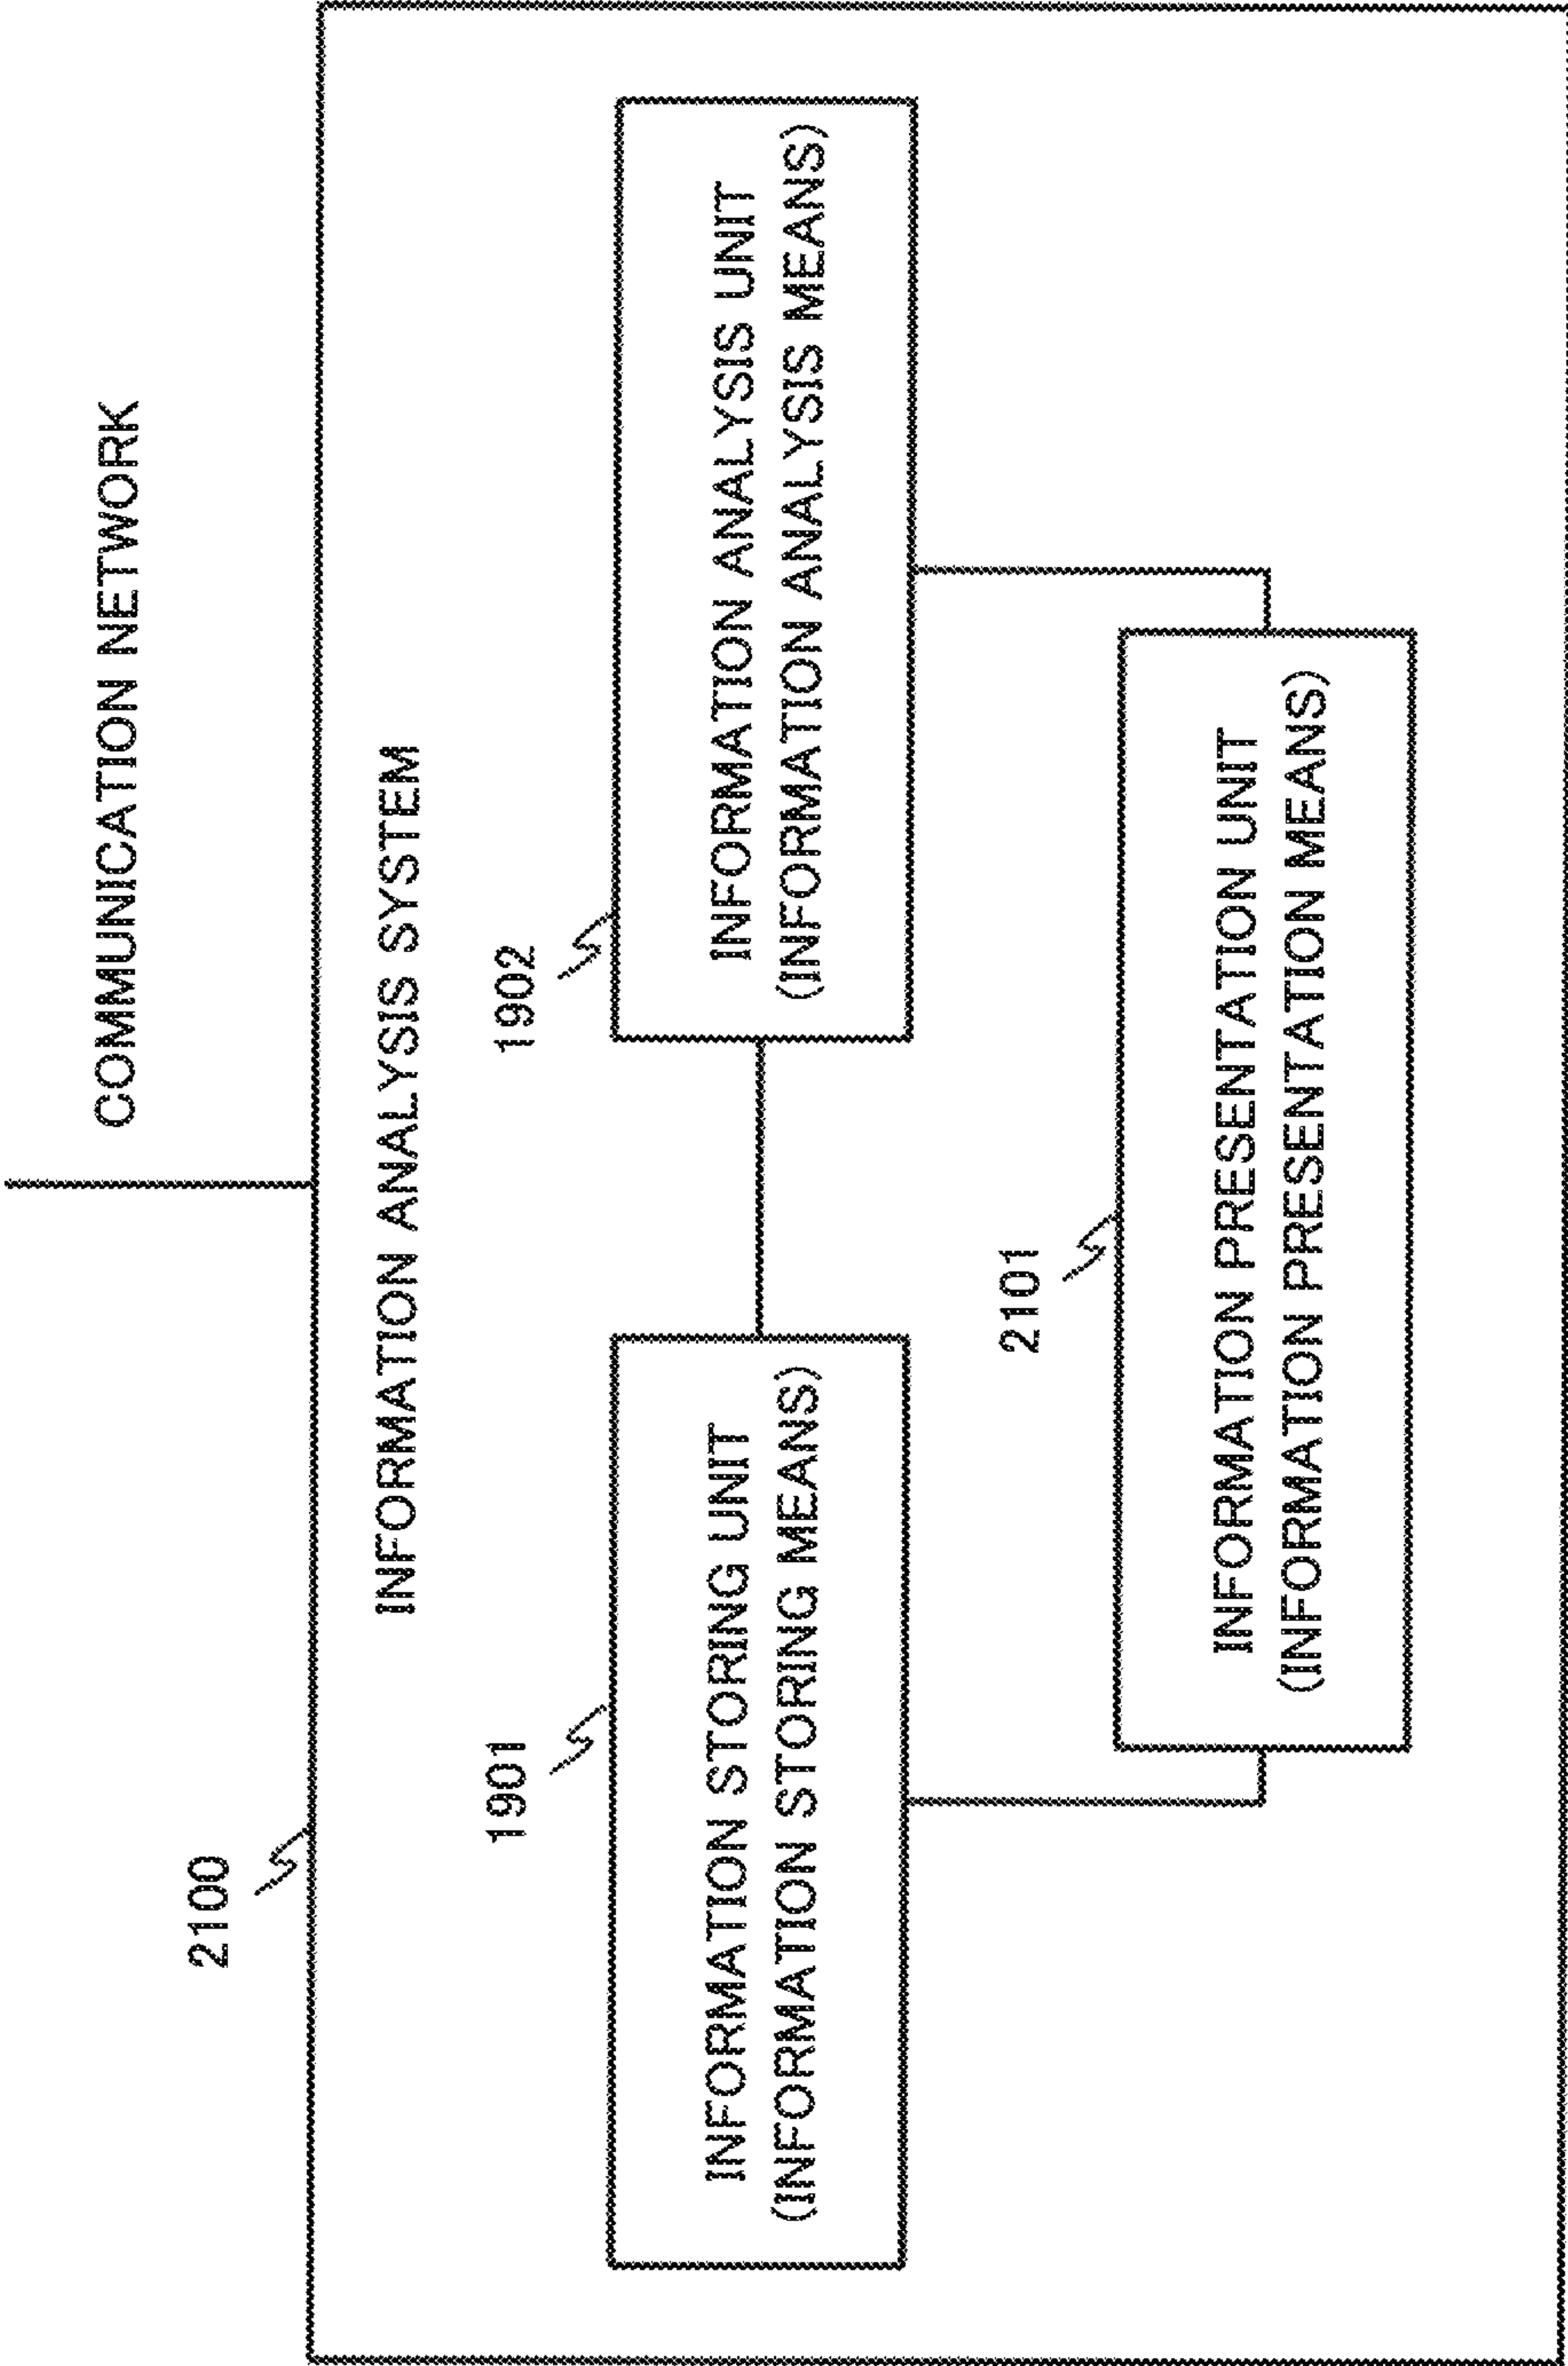 COMMUNICATION NETWORK
2100
INFORMATION ANALYSIS SYSTEM
1901
1902
INFORMATION STORING UNIT
(INFORMATION STORING MEANS)
INFORMATION ANALYSIS UNIT
(INFORMATION ANALYSIS MEANS)
2101
INFORMATION PRESENTATION UNIT
(INFORMATION PRESENTATION MEANS)